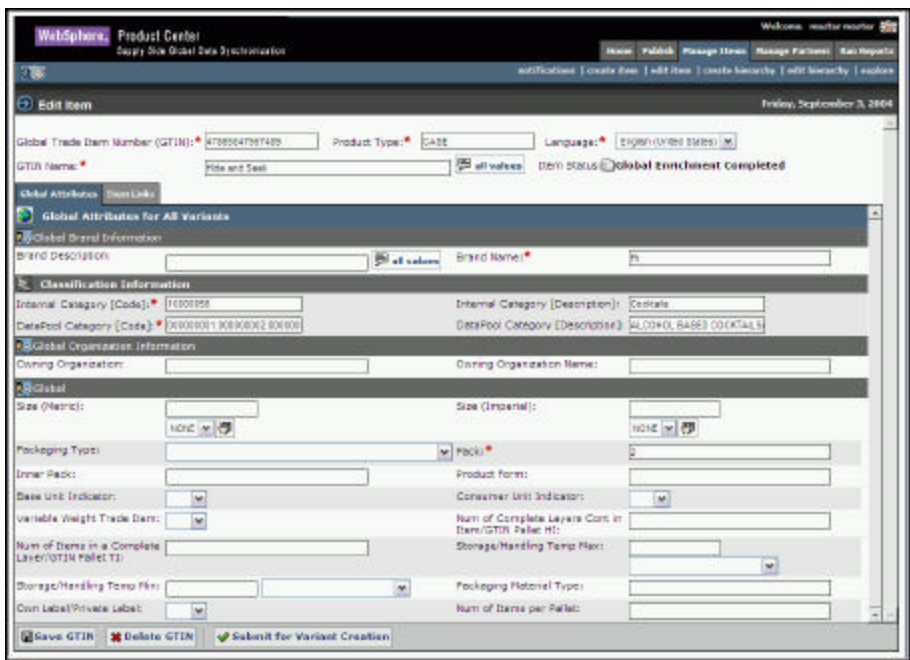 WebSphere. Product Center Welcome master master
Supply Side Global Data Synchronization
Home Publish Manage Items Manage Partners Run Reports
notifications | create item | edit item | create hierarchy | edit hierarchy | explore
Edit Item Friday, September 3, 2004
Global Trade Item Number (GTIN):* Product Type:* CASE Language:* English (United States)
GTIN Name:* Hide and Seek all values Item Status Global Enrichment Completed
Global Attributes Item Links
Global Attributes for All Variants
Global Brand Information
Brand Description: all values Brand Name:*
Classification Information
Internal Category [Code]:* Internal Category [Description]: Cocktails
DataPool Category [Code]:* DataPool Category [Description]: ALCOHOL BASED COCKTAILS
Global Organization Information
Owning Organization: Owning Organization Name:
Global
Size (Metric): Size (Imperial):
NONE NONE
Packaging Type: Pack:* 2
Inner Pack: Product Form:
Base Unit Indicator: Consumer Unit Indicator:
Variable Weight Trade Item: Num of Complete Layers Cont in
Item/GTIN Pallet HI:
Num of Items in a Complete Storage/Handling Temp Max:
Layer/GTIN Pallet TI:
Storage/Handling Temp Min: Packaging Material Type:
Own Label/Private Label: Num of Items per Pallet:
Save GTIN Delete GTIN Submit for Variant Creation